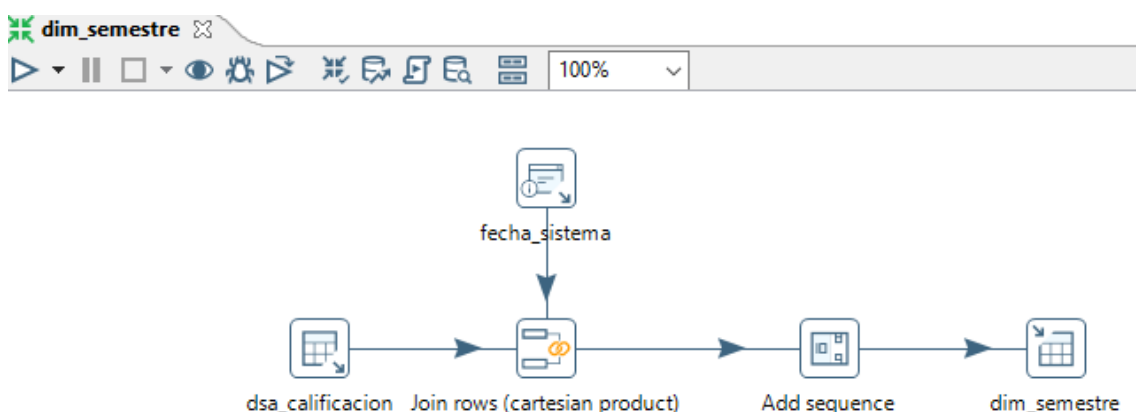 dim_semestre
100%
fecha_sistema
dsa_calificacion Join rows (cartesian product) Add sequence dim_semestre